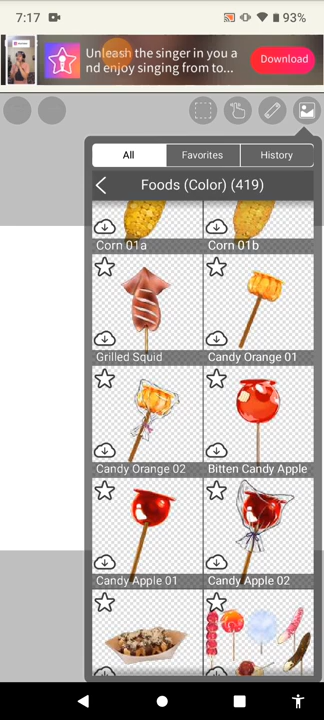 7:17
93%
Unleash the singer in you a
nd enjoy singing from to...
Download
All
Favorites
History
Foods (Color) (419)
Corn 01a
Corn 01b
Grilled Squid
Candy Orange 01
Candy Orange 02
Bitten Candy Apple
Candy Apple 01
Candy Apple 02